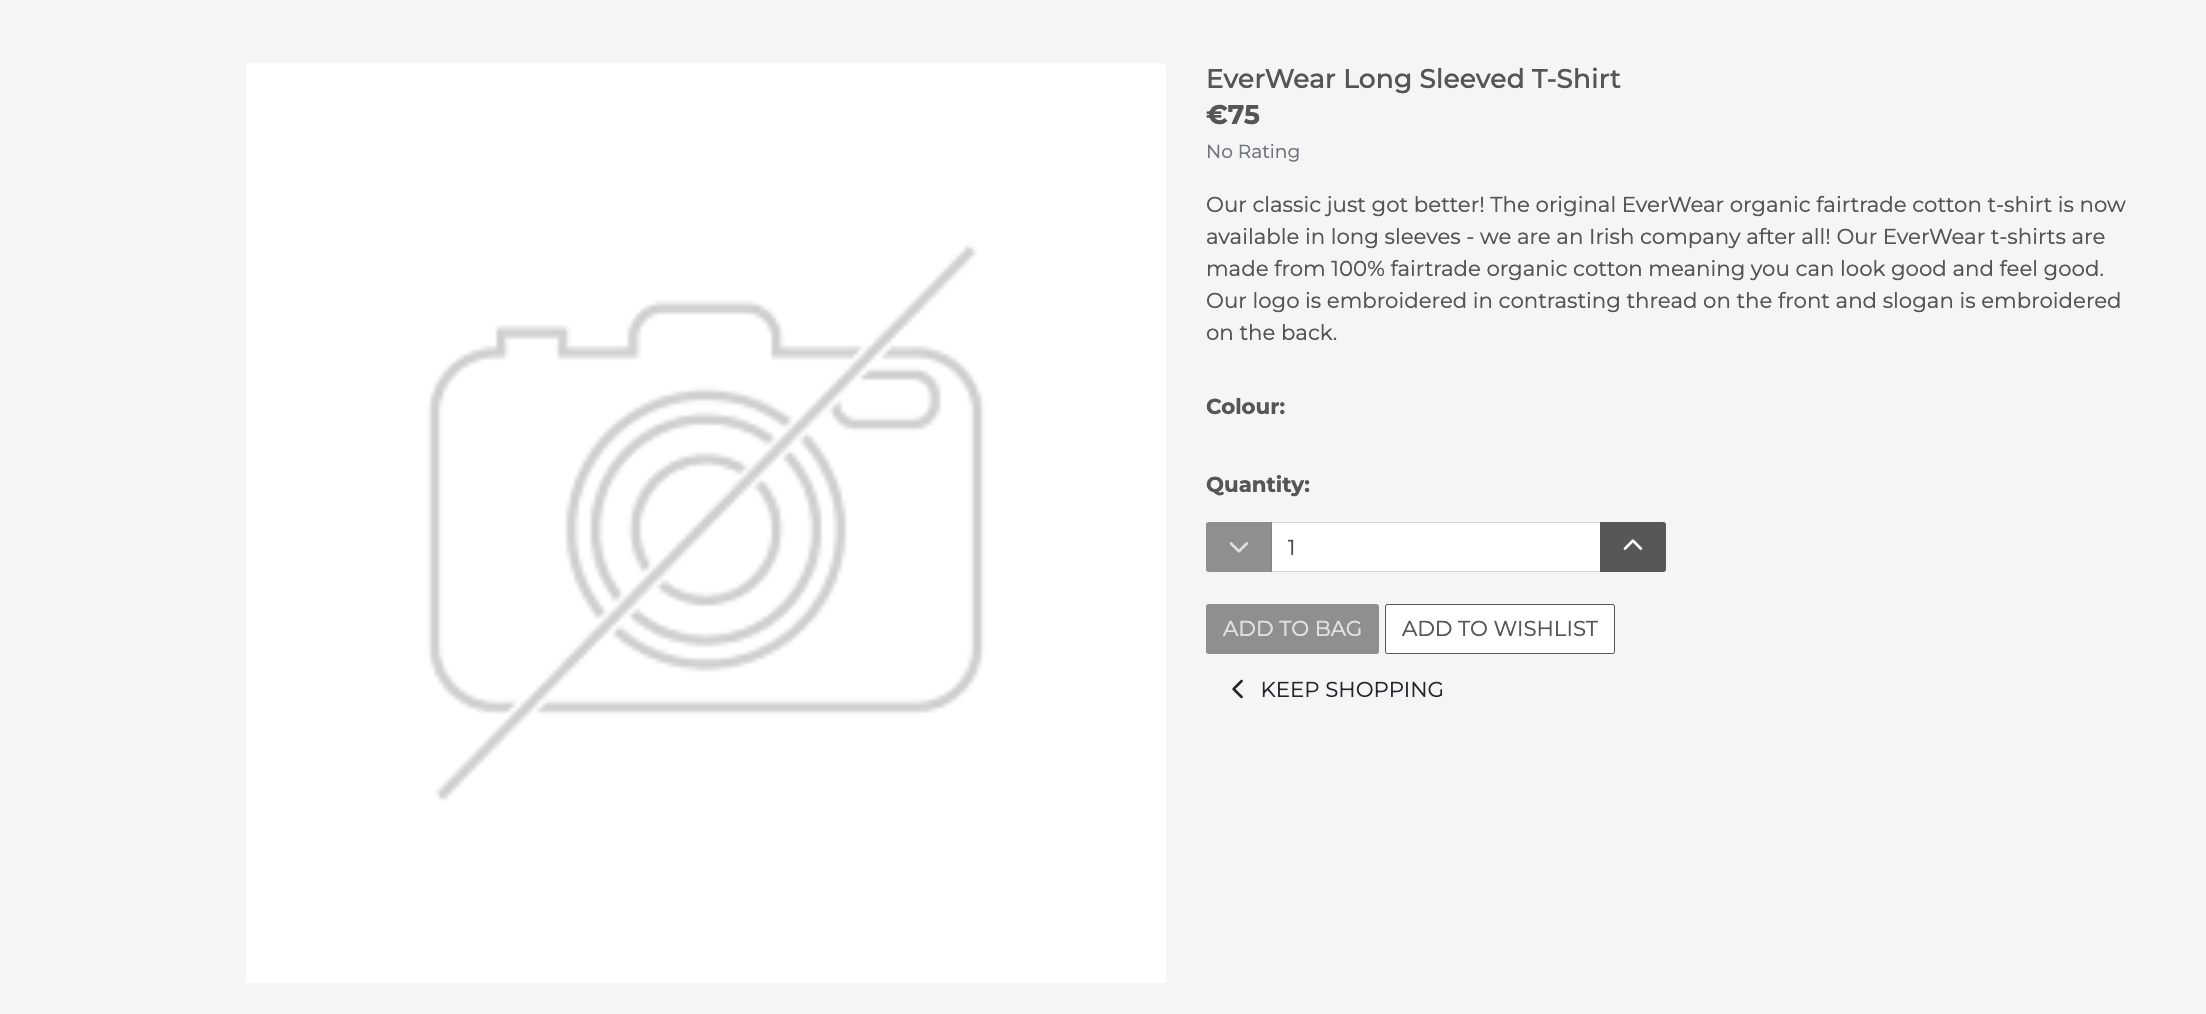 EverWear Long Sleeved T-Shirt
€75
No Rating
Our classic just got better! The original EverWear organic fairtrade cotton t-shirt is now
available in long sleeves - we are an Irish company after all! Our EverWear t-shirts are
made from 100% fairtrade organic cotton meaning you can look good and feel good.
Our logo is embroidered in contrasting thread on the front and slogan is embroidered
on the back.
Colour:
Quantity:
1
ADD TO BAG ADD TO WISHLIST
KEEP SHOPPING